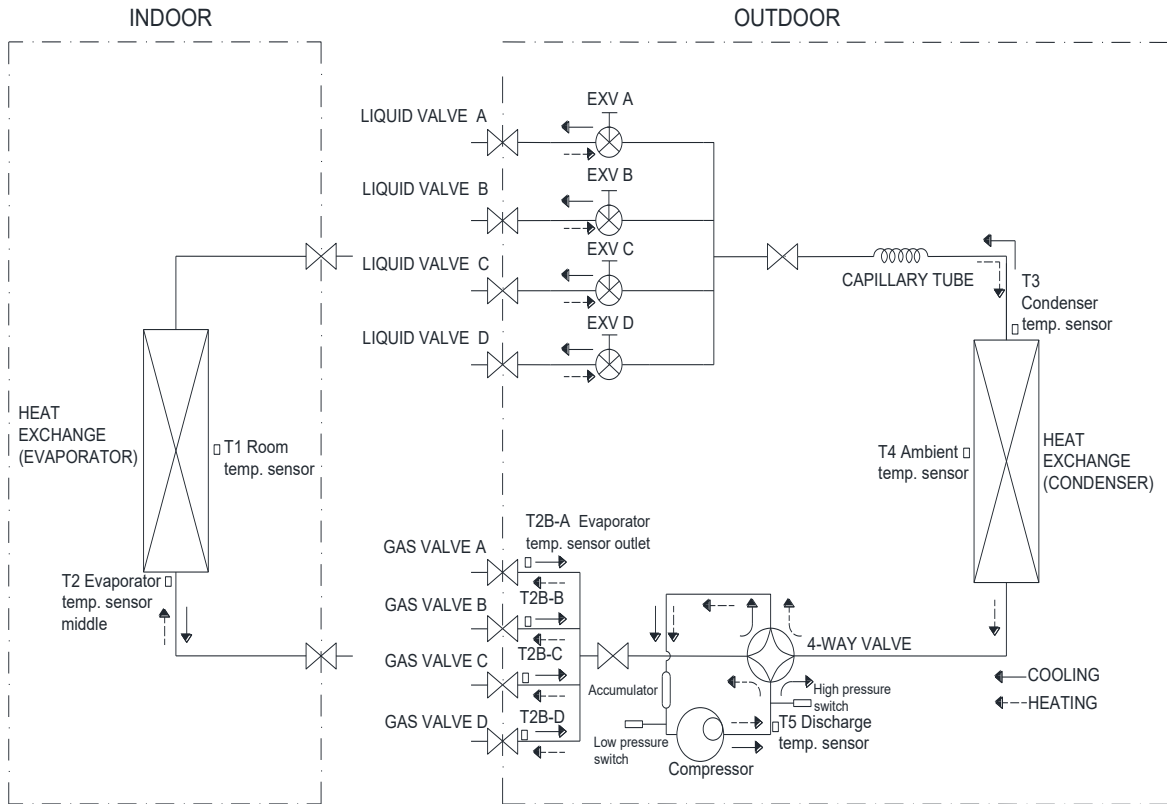 INDOOR
OUTDOOR
LIQUID VALVE A
EXV A
LIQUID VALVE B
EXV B
LIQUID VALVE C
EXV C
LIQUID VALVE D
EXV D
CAPILLARY TUBE
T3
Condenser
temp. sensor
HEAT
EXCHANGE
(EVAPORATOR)
T1 Room
temp. sensor
T4 Ambient
temp. sensor
HEAT
EXCHANGE
(CONDENSER)
T2 Evaporator
temp. sensor
middle
GAS VALVE A
T2B-A Evaporator
temp. sensor outlet
GAS VALVE B
T2B-B
GAS VALVE C
T2B-C
GAS VALVE D
T2B-D
4-WAY VALVE
Accumulator
High pressure
switch
Low pressure
switch
T5 Discharge
temp. sensor
Compressor
COOLING
HEATING